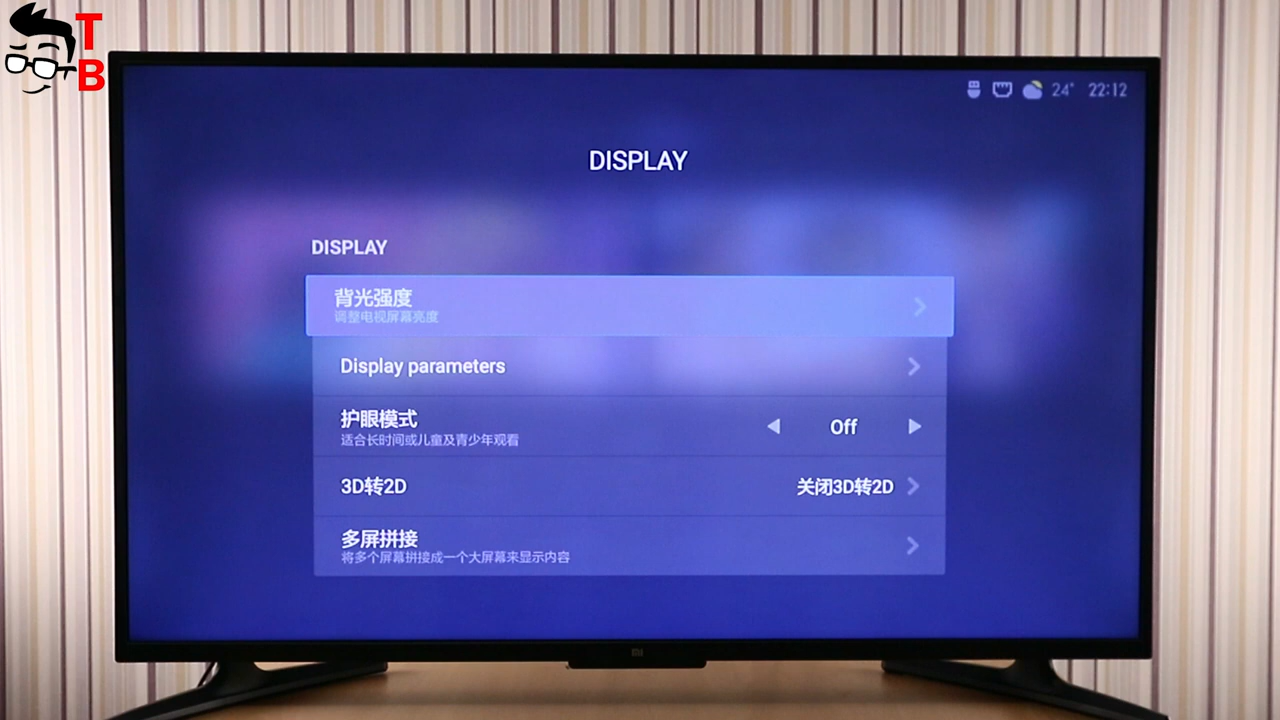 T
B
24° 22:12
DISPLAY
DISPLAY
背光强度
调整电视屏幕亮度
Display parameters
护眼模式
适合长时间或儿童及青少年观看
Off
3D转2D
关闭3D转2D
多屏拼接
将多个屏幕拼接成一个大屏幕来显示内容
mi